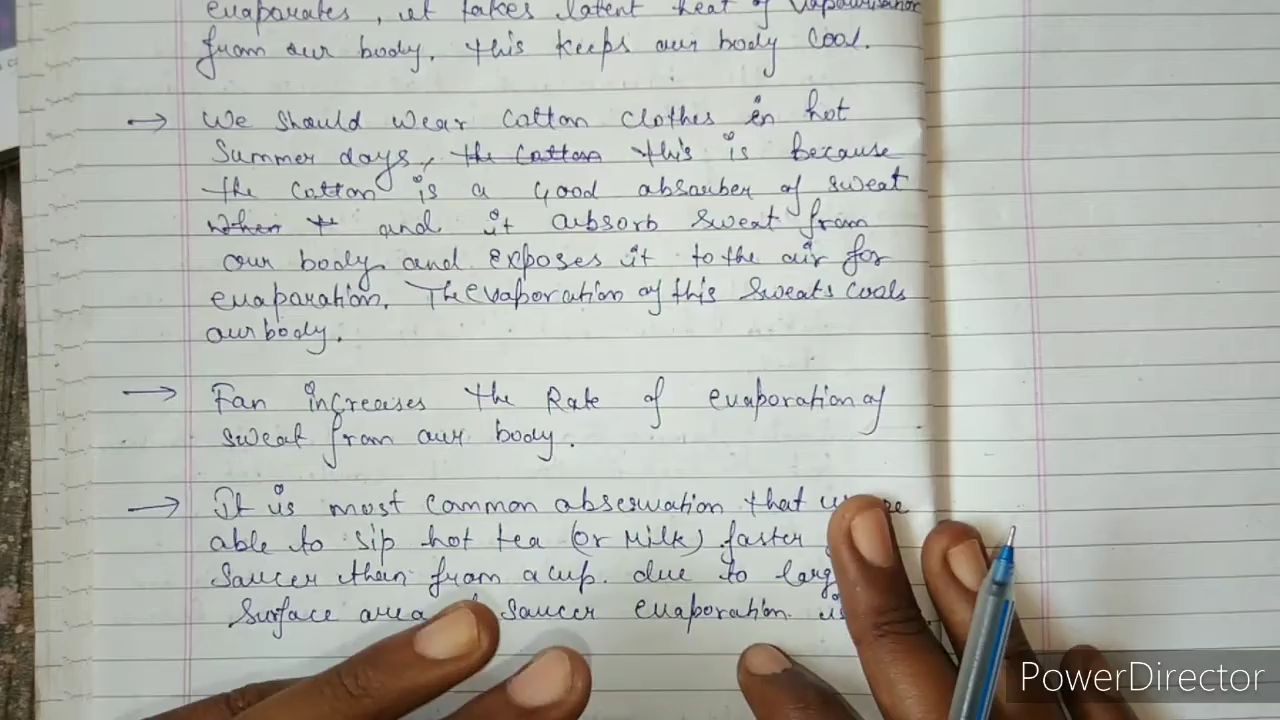 evaporates, it takes latent heat of vapourisation
from our body. This keeps our body cool.
→ We should wear cotton clothes in hot
Summer days, ~~the cotton~~ this is because
the cotton is a good absorber of sweat
~~when~~ and it absorb sweat from
our body and exposes it to the air for
evaporation. The evaporation of this sweats cools
our body.
→ Fan increases the Rate of evaporation of
sweat from our body.
→ It is most common observation that
able to sip hot tea (or Milk) faster
saucer than from a cup. due to
surface area saucer evaporation
PowerDirector